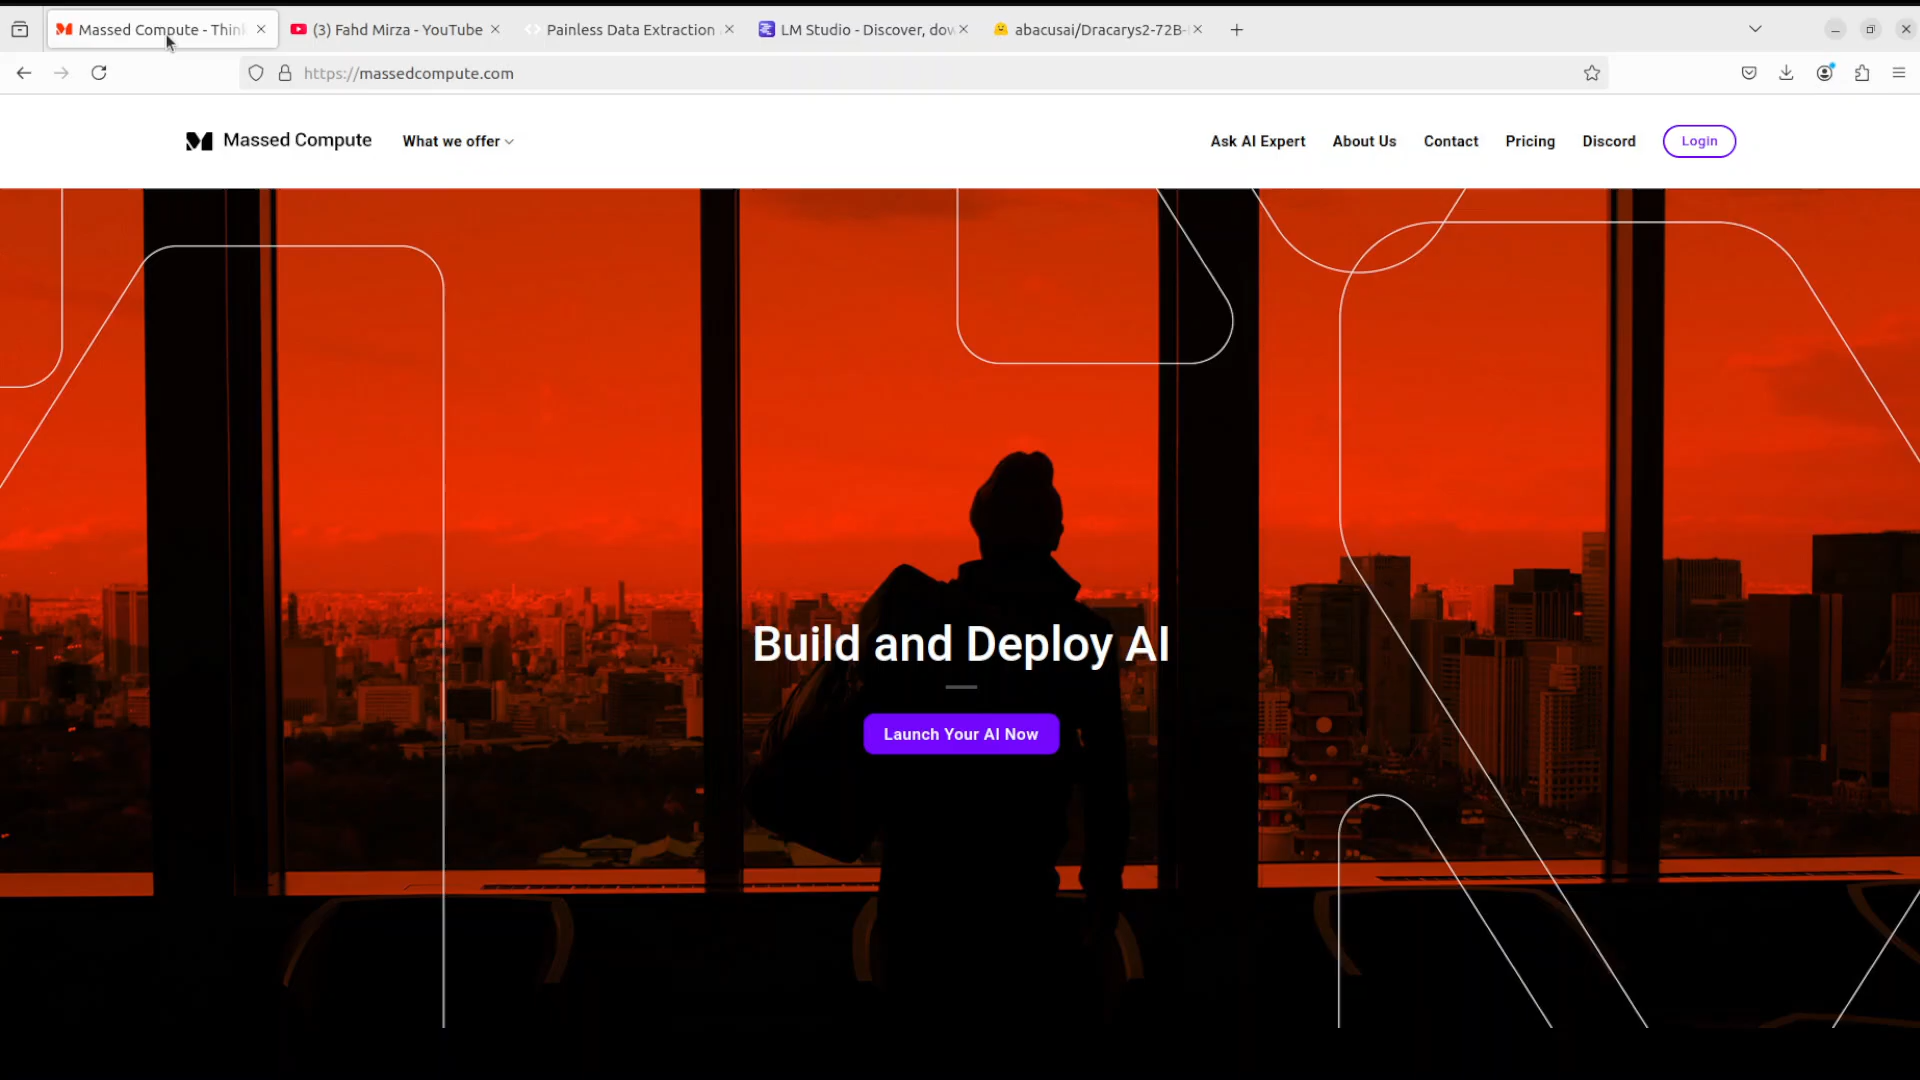 Massed Compute - Thin
(3) Fahd Mirza - YouTube
Painless Data Extraction
LM Studio - Discover, dow
abacusai/Dracarys2-72B-
https://massedcompute.com
Massed Compute
What we offer
Ask AI Expert
About Us
Contact
Pricing
Discord
Login
Build and Deploy AI
Launch Your AI Now